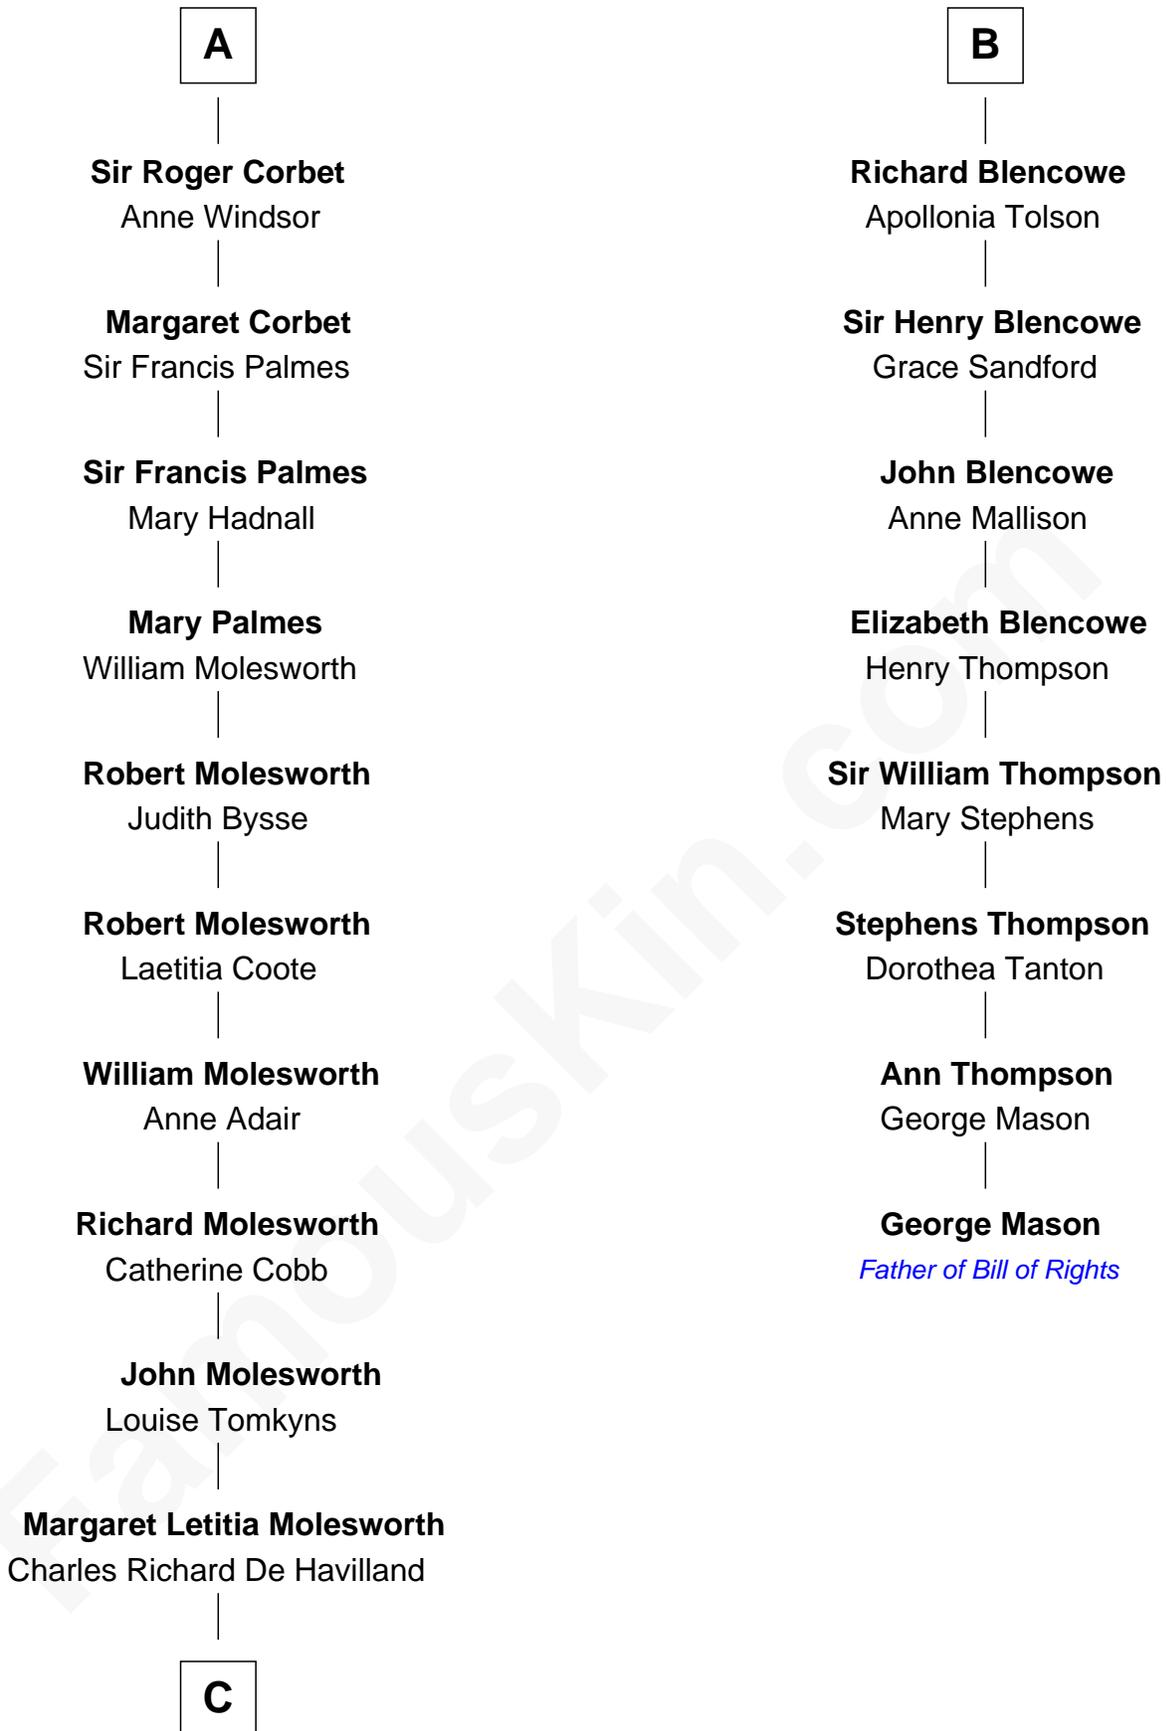 A
Sir Roger Corbet
Anne Windsor
Margaret Corbet
Sir Francis Palmes
Sir Francis Palmes
Mary Hadnall
Mary Palmes
William Molesworth
Robert Molesworth
Judith Bysse
Robert Molesworth
Laetitia Coote
William Molesworth
Anne Adair
Richard Molesworth
Catherine Cobb
John Molesworth
Louise Tomkyns
Margaret Letitia Molesworth
Charles Richard De Havilland
C
B
Richard Blencowe
Apollonia Tolson
Sir Henry Blencowe
Grace Sandford
John Blencowe
Anne Mallison
Elizabeth Blencowe
Henry Thompson
Sir William Thompson
Mary Stephens
Stephens Thompson
Dorothea Tanton
Ann Thompson
George Mason
George Mason
Father of Bill of Rights
FamousKin.com